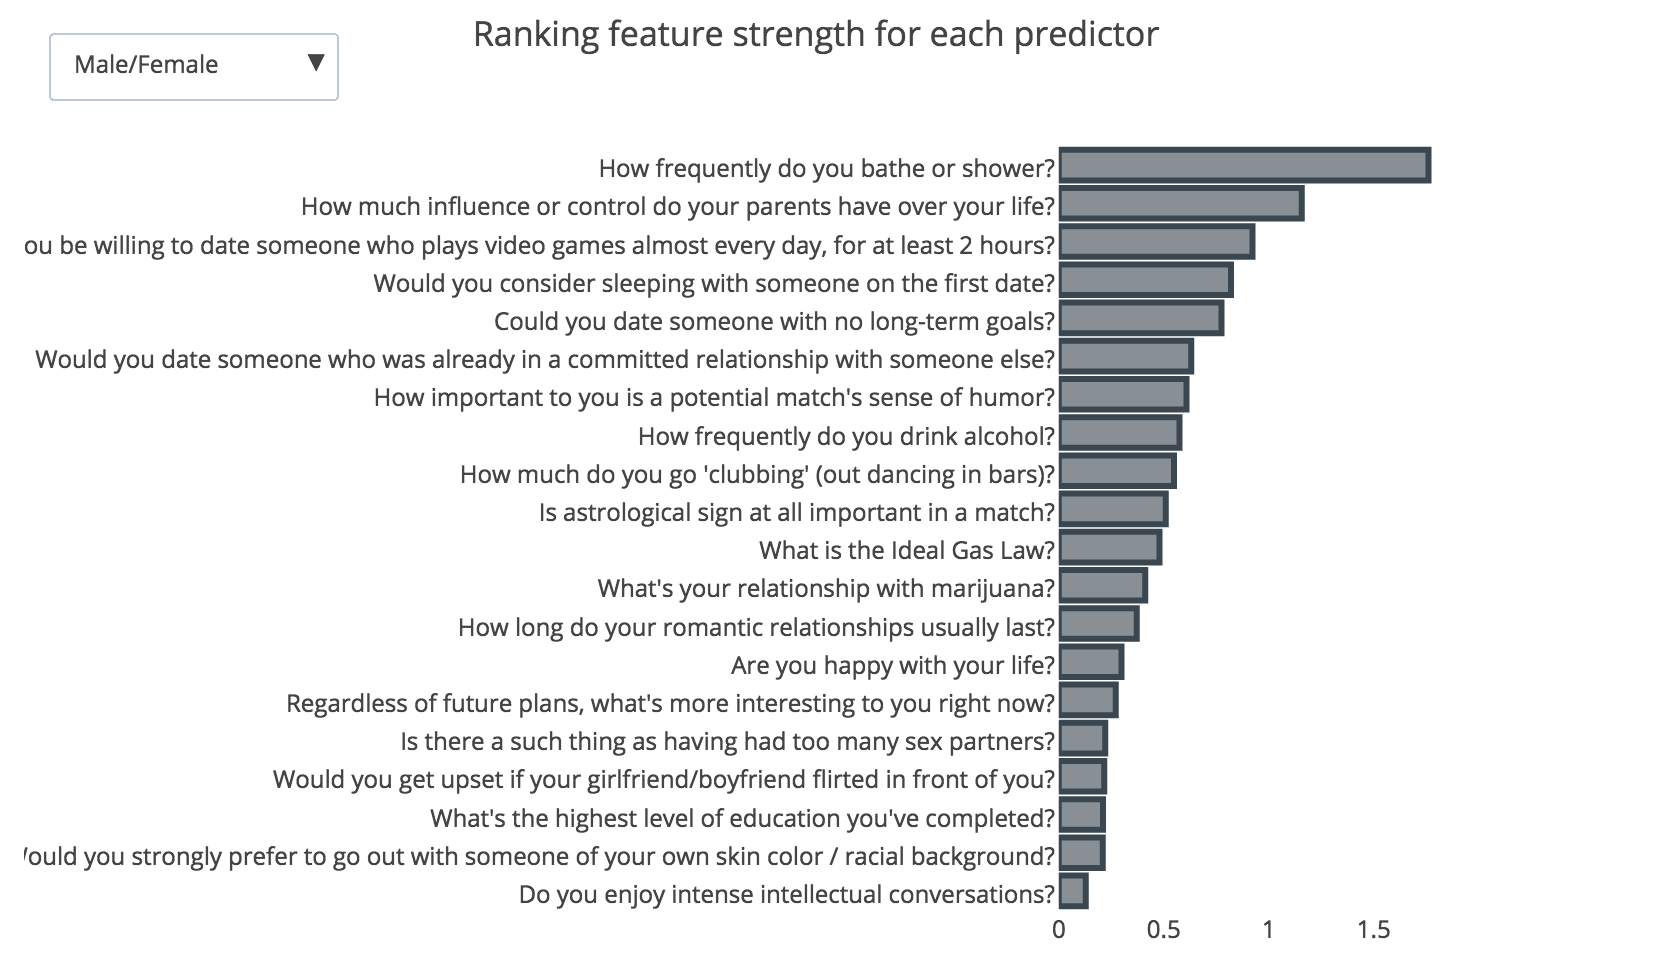 Ranking feature strength for each predictor
Male/Female
How frequently do you bathe or shower?
How much influence or control do your parents have over your life?
ou be willing to date someone who plays video games almost every day, for at least 2 hours?
Would you consider sleeping with someone on the first date?
Could you date someone with no long-term goals?
Would you date someone who was already in a committed relationship with someone else?
How important to you is a potential match's sense of humor?
How frequently do you drink alcohol?
How much do you go 'clubbing' (out dancing in bars)?
Is astrological sign at all important in a match?
What is the Ideal Gas Law?
What's your relationship with marijuana?
How long do your romantic relationships usually last?
Are you happy with your life?
Regardless of future plans, what's more interesting to you right now?
Is there a such thing as having had too many sex partners?
Would you get upset if your girlfriend/boyfriend flirted in front of you?
What's the highest level of education you've completed?
ould you strongly prefer to go out with someone of your own skin color / racial background?
Do you enjoy intense intellectual conversations?
0 0.5 1 1.5